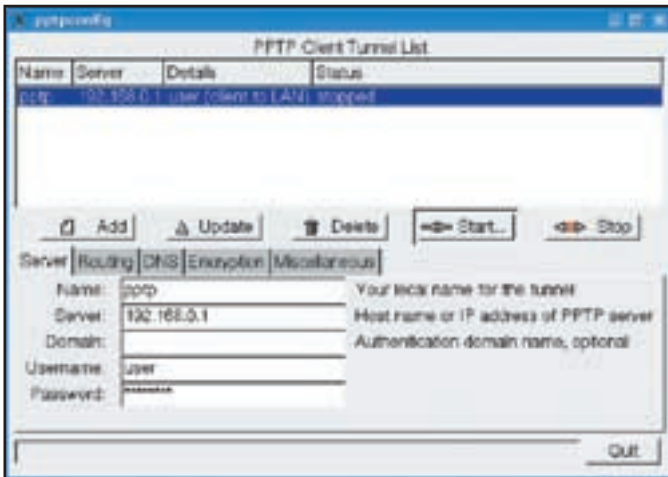 pptpconfig
PPTP Client Tunnel List
Name Server Details Status
pptp 192.168.0.1 user (client to LAN) stopped
Add Update Delete Start... Stop
Server Routing DNS Encryption Miscellaneous
Name: pptp Your local name for the tunnel
Server: 192.168.0.1 Host name or IP address of PPTP server
Domain: Authentication domain name, optional
Username: user
Password: ********
Quit